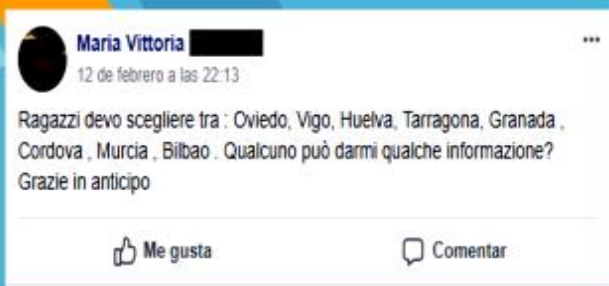 Maria Vittoria
12 de febrero a las 22:13
Ragazzi devo scegliere tra : Oviedo, Vigo, Huelva, Tarragona, Granada ,
Cordova , Murcia , Bilbao . Qualcuno può darmi qualche informazione?
Grazie in anticipo
Me gusta
Comentar